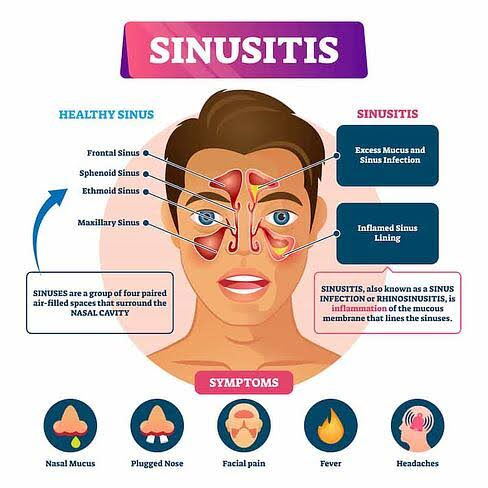 SINUSITIS
HEALTHY SINUS
Frontal Sinus
Sphenoid Sinus
Ethmoid Sinus
Maxillary Sinus
SINUSES are a group of four paired
air-filled spaces that surround the
NASAL CAVITY
SINUSITIS
Excess Mucus and
Sinus Infection
Inflamed Sinus
Lining
SINUSITIS, also known as a SINUS
INFECTION or RHINOSINUSITIS, is
inflammation of the mucous
membrane that lines the sinuses.
SYMPTOMS
Nasal Mucus
Plugged Nose
Facial pain
Fever
Headaches